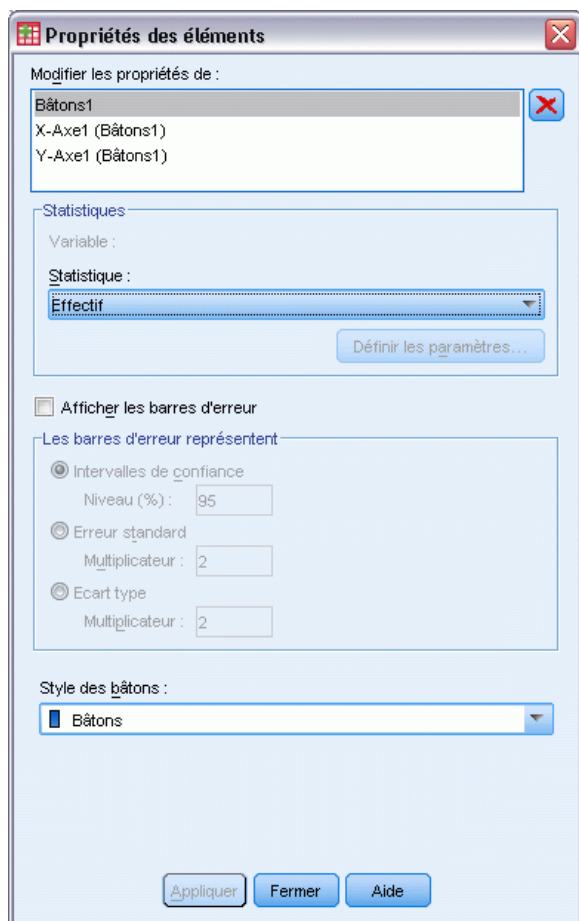 Propriétés des éléments
Modifier les propriétés de :
Bâtons1
X-Axe1 (Bâtons1)
Y-Axe1 (Bâtons1)
Statistiques
Variable :
Statistique :
Effectif
Définir les paramètres...
Afficher les barres d'erreur
Les barres d'erreur représentent
Intervalles de confiance
Niveau (%) : 95
Erreur standard
Multiplicateur : 2
Ecart type
Multiplicateur : 2
Style des bâtons :
Bâtons
Appliquer Fermer Aide